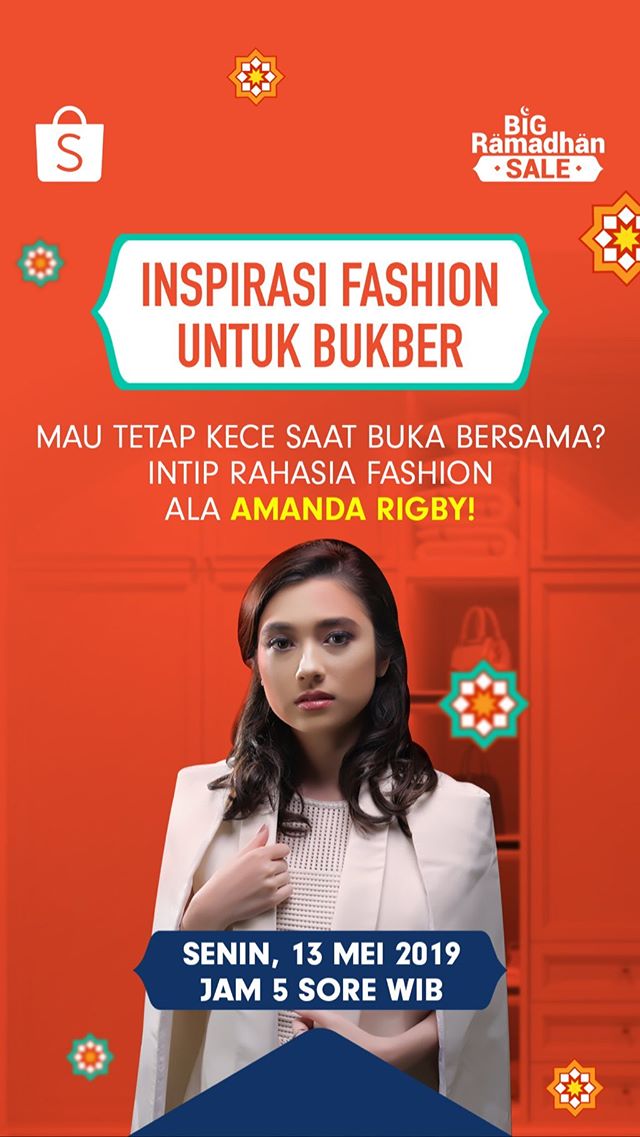 S
BiG
Rämadhän
SALE
INSPIRASI FASHION
UNTUK BUKBER
MAU TETAP KECE SAAT BUKA BERSAMA?
INTIP RAHASIA FASHION
ALA AMANDA RIGBY!
SENIN, 13 MEI 2019
JAM 5 SORE WIB